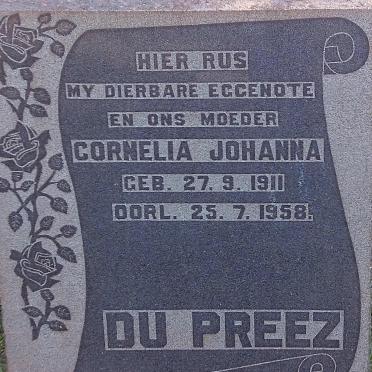 HIER RUS
MY DIERBARE EGGENOTE
EN ONS MOEDER
CORNELIA JOHANNA
GEB. 27. 9. 1911
OORL. 25. 7. 1958.
DU PREEZ